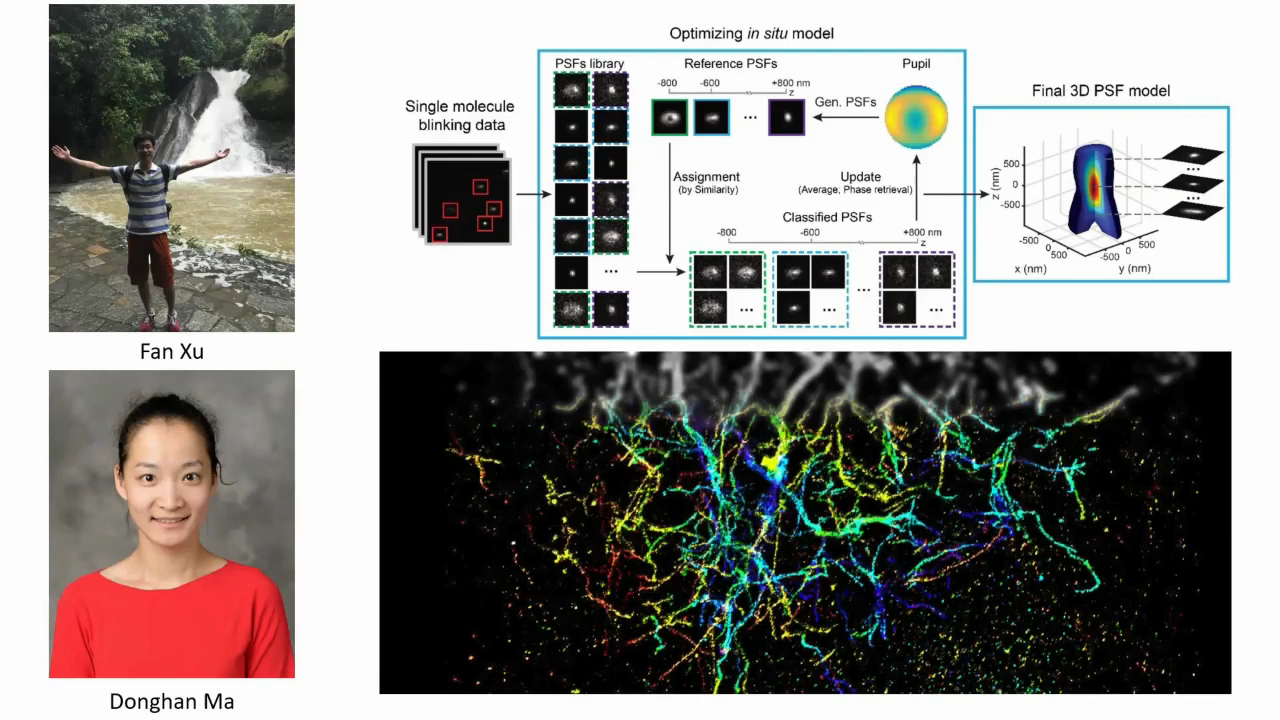 Fan Xu
Donghan Ma
Optimizing in situ model
Single molecule
blinking data
PSFs library
...
Reference PSFs
-800
-600
+800 nm
z
...
Gen. PSFs
Pupil
Assignment
(by Similarity)
Update
(Average, Phase retrieval)
Classified PSFs
-800
-600
+800 nm
z
...
...
...
...
Final 3D PSF model
z (nm)
500
0
-500
-500
0
500
x (nm)
-500
0
500
y (nm)
...
...